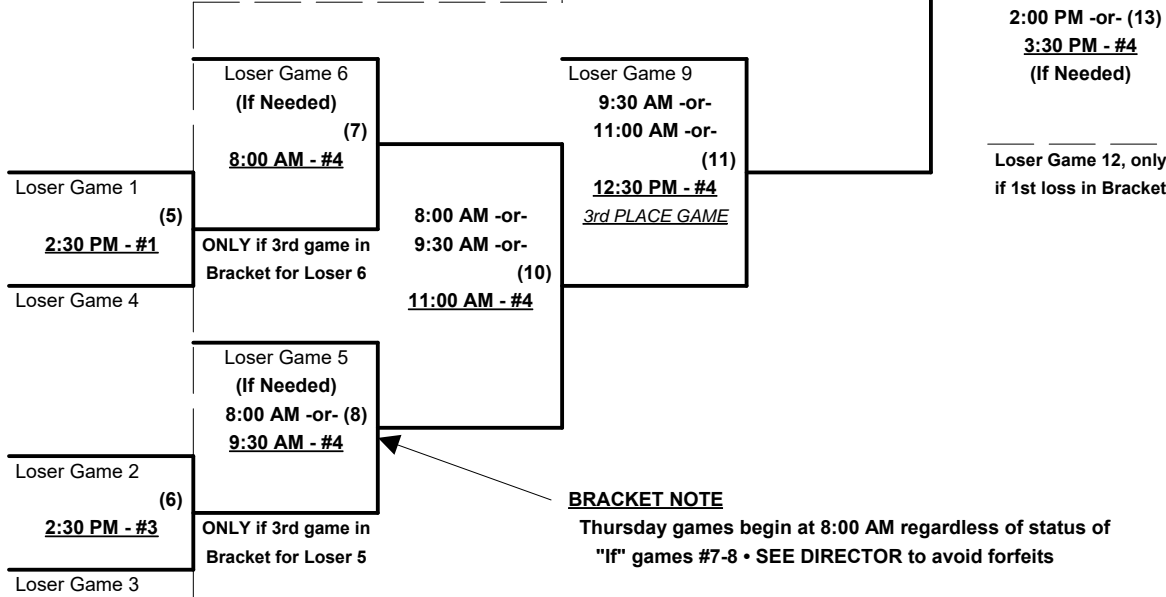 2:00 PM -or- (13)
3:30 PM - #4
(If Needed)
Loser Game 12, only
if 1st loss in Bracket
Loser Game 6
(If Needed)
(7)
8:00 AM - #4
Loser Game 9
9:30 AM -or-
11:00 AM -or-
(11)
12:30 PM - #4
3rd PLACE GAME
Loser Game 1
(5)
2:30 PM - #1
Loser Game 4
ONLY if 3rd game in
Bracket for Loser 6
8:00 AM -or-
9:30 AM -or-
(10)
11:00 AM - #4
Loser Game 5
(If Needed)
8:00 AM -or- (8)
9:30 AM - #4
Loser Game 2
(6)
2:30 PM - #3
Loser Game 3
ONLY if 3rd game in
Bracket for Loser 5
BRACKET NOTE
Thursday games begin at 8:00 AM regardless of status of
"If" games #7-8 • SEE DIRECTOR to avoid forfeits